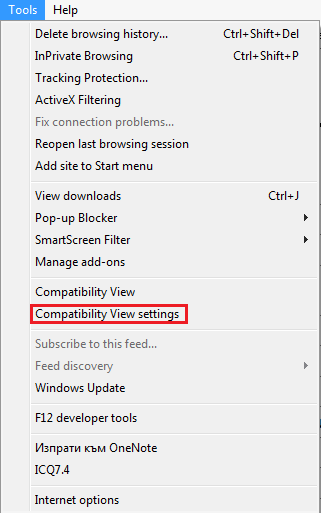 Tools Help
Delete browsing history... Ctrl+Shift+Del
InPrivate Browsing Ctrl+Shift+P
Tracking Protection...
ActiveX Filtering
Fix connection problems...
Reopen last browsing session
Add site to Start menu
View downloads Ctrl+J
Pop-up Blocker
SmartScreen Filter
Manage add-ons
Compatibility View
Compatibility View settings
Subscribe to this feed...
Feed discovery
Windows Update
F12 developer tools
Изпрати към OneNote
ICQ7.4
Internet options